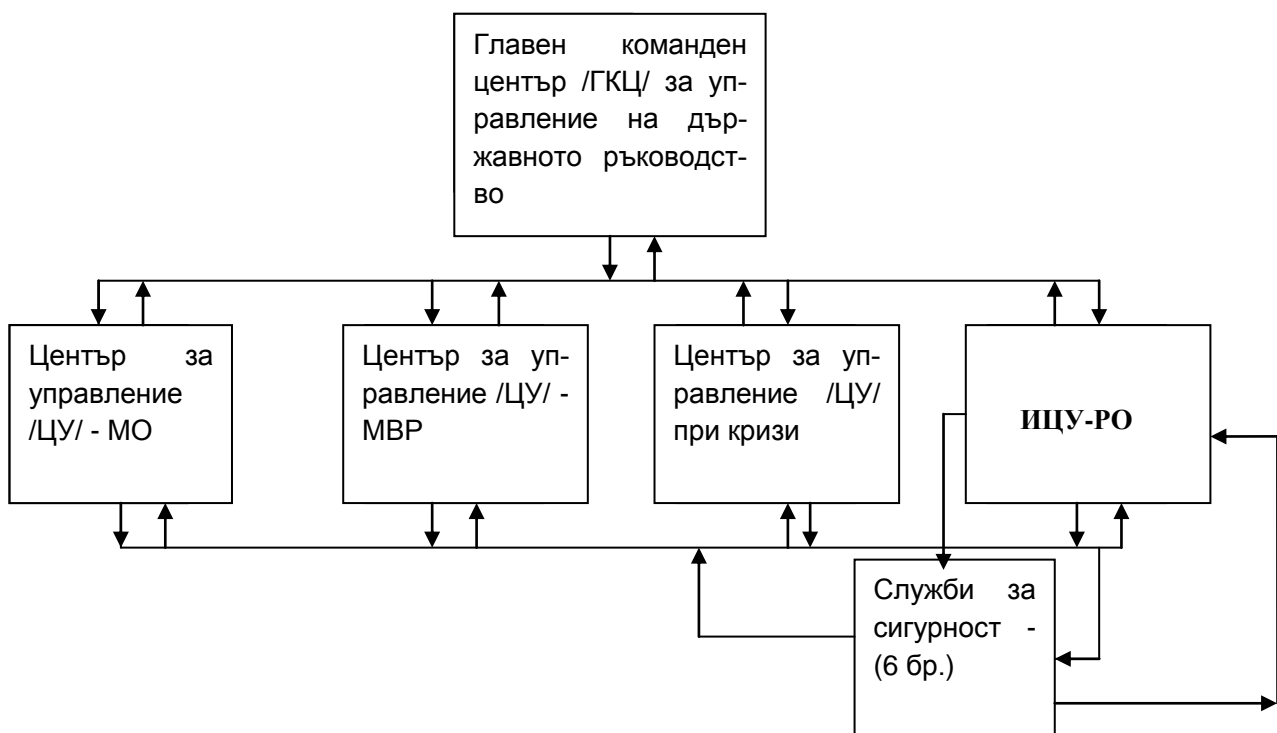 Главен команден
център /ГКЦ/ за уп-
равление на дър-
жавното ръководст-
во
Център за
управление
/ЦУ/ - МО
Център за уп-
равление /ЦУ/ -
МВР
Център за уп-
равление /ЦУ/
при кризи
ИЦУ-РО
Служби за
сигурност -
(6 бр.)